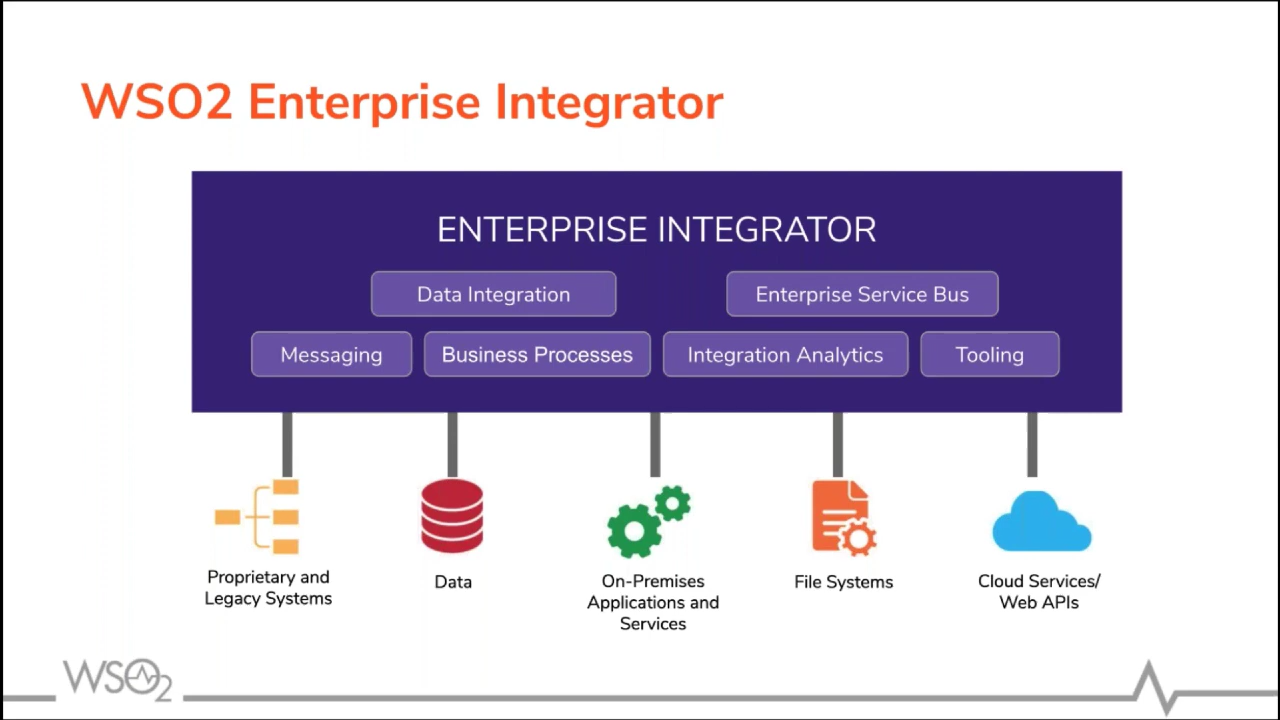 WSO2 Enterprise Integrator
ENTERPRISE INTEGRATOR
Data Integration
Enterprise Service Bus
Messaging
Business Processes
Integration Analytics
Tooling
Proprietary and
Legacy Systems
Data
On-Premises
Applications and
Services
File Systems
Cloud Services/
Web APIs
WSO2